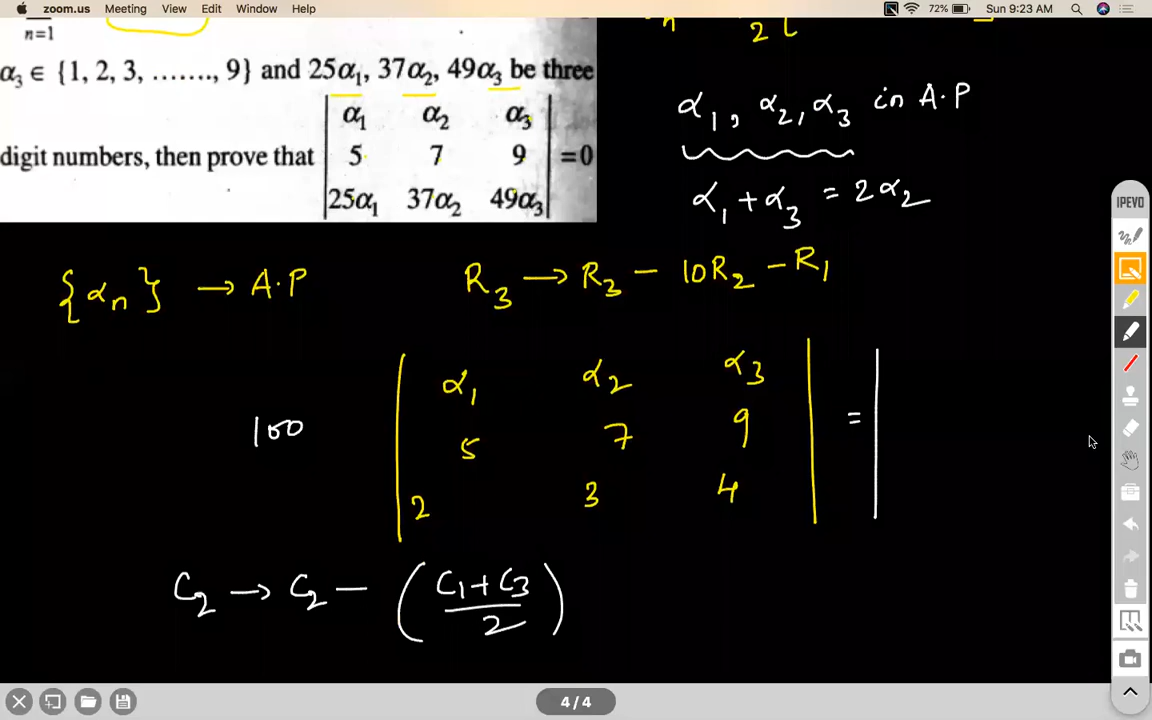 zoom.us Meeting View Edit Window Help 72% Sun 9:23 AM
n=1
2
α₃ ∈ {1, 2, 3, ......., 9} and 25α₁, 37α₂, 49α₃ be three
α₁ α₂ α₃
digit numbers, then prove that 5 7 9 =0
25α₁ 37α₂ 49α₃
α₁, α₂, α₃ in A.P
α₁ + α₃ = 2α₂
IPEVO
{αₙ} → A.P
R₃ → R₃ − 10R₂ − R₁
α₁ α₂ α₃
100 5 7 9 =
2 3 4
C₂ → C₂ − (C₁+C₃ / 2)
4 / 4